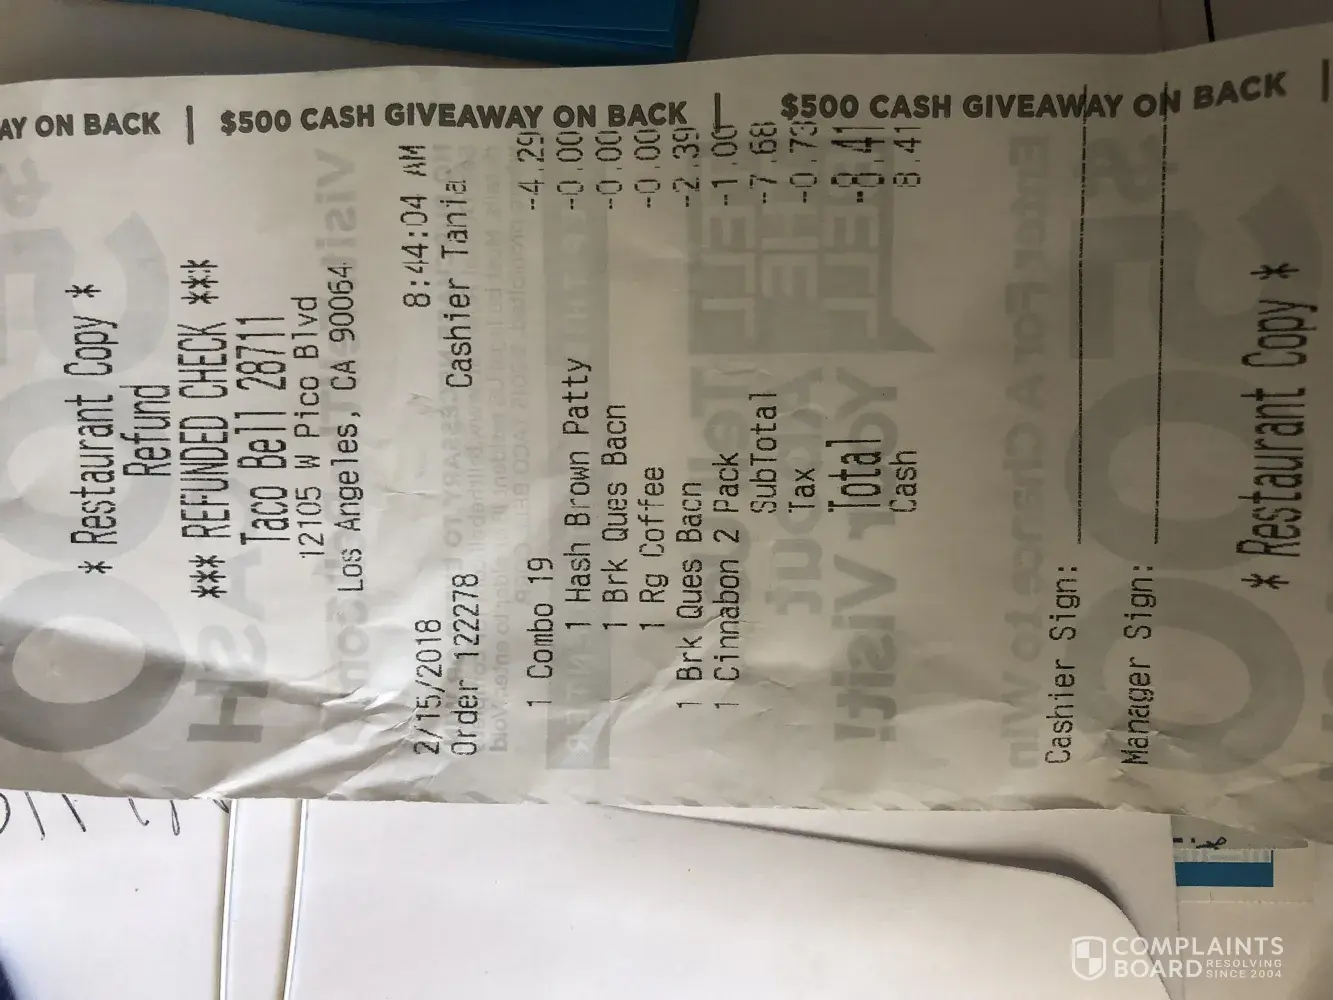 $500 CASH GIVEAWAY ON BACK | $500 CASH GIVEAWAY ON BACK |
AY ON BACK |
* Restaurant Copy *
Refund
*** REFUNDED CHECK ***
Taco Bell 28711
12105 W Pico Blvd
Los Angeles, CA 90064
2/15/2018 8:44:04 AM
Order 122278 Cashier Tania
1 Combo 19 -4.29
1 Hash Brown Patty -0.00
1 Brk Ques Bacn -0.00
1 Rg Coffee -0.00
1 Brk Ques Bacn -2.39
1 Cinnabon 2 Pack -1.00
SubTotal -7.68
Tax -0.73
Total -8.41
Cash 8.41
Cashier Sign:
Manager Sign:
* Restaurant Copy *
COMPLAINTS
BOARD RESOLVING
SINCE 2004